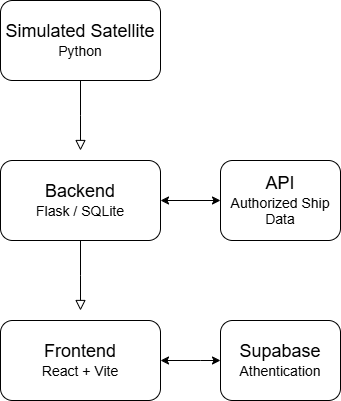 Simulated Satellite
Python
Backend
Flask / SQLite
API
Authorized Ship
Data
Frontend
React + Vite
Supabase
Athentication